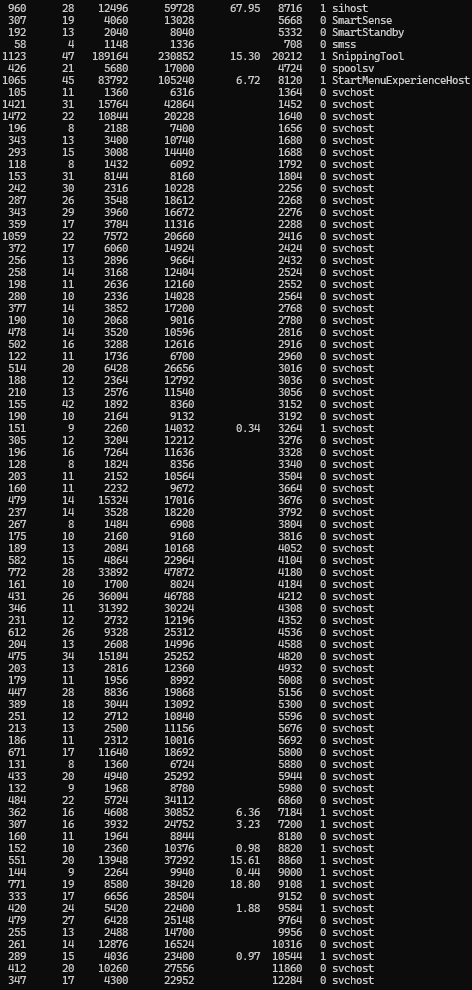 960 28 12496 59728 67.95 8716 1 sihost
307 19 4060 13028 5668 0 SmartSense
192 13 2040 8040 5332 0 SmartStandby
58 4 1148 1336 708 0 smss
1123 47 189164 230852 15.30 20212 1 SnippingTool
426 21 5680 17000 4724 0 spoolsv
1065 45 83792 105240 6.72 8120 1 StartMenuExperienceHost
105 11 1360 6316 1364 0 svchost
1421 31 15764 42864 1452 0 svchost
1472 22 10844 20228 1640 0 svchost
196 8 2188 7400 1656 0 svchost
343 13 3400 10740 1680 0 svchost
293 15 3008 14440 1688 0 svchost
118 8 1432 6092 1792 0 svchost
153 31 8144 8160 1804 0 svchost
242 30 2316 10228 2256 0 svchost
287 26 3548 18612 2268 0 svchost
343 29 3960 16672 2276 0 svchost
359 17 3784 11316 2288 0 svchost
1059 22 7572 20660 2416 0 svchost
372 17 6060 14924 2424 0 svchost
256 13 2896 9664 2432 0 svchost
258 14 3168 12404 2524 0 svchost
198 11 2636 12160 2552 0 svchost
280 10 2336 14028 2564 0 svchost
377 14 3852 17200 2768 0 svchost
190 10 2068 9016 2780 0 svchost
478 14 3520 10596 2816 0 svchost
502 16 3288 12616 2916 0 svchost
122 11 1736 6700 2960 0 svchost
514 20 6428 26656 3016 0 svchost
188 12 2364 12792 3036 0 svchost
210 13 2576 11540 3056 0 svchost
155 42 1892 8360 3152 0 svchost
190 10 2164 9132 3192 0 svchost
151 9 2260 14032 0.34 3264 1 svchost
305 12 3204 12212 3276 0 svchost
196 16 7264 11636 3328 0 svchost
128 8 1824 8356 3340 0 svchost
203 11 2152 10564 3504 0 svchost
160 11 2232 9672 3664 0 svchost
479 14 15324 17016 3676 0 svchost
237 14 3528 18220 3792 0 svchost
267 8 1484 6908 3804 0 svchost
175 10 2160 9160 3816 0 svchost
189 13 2084 10168 4052 0 svchost
582 15 4864 22964 4104 0 svchost
772 28 33892 47872 4180 0 svchost
161 10 1700 8024 4184 0 svchost
431 26 36004 46788 4212 0 svchost
346 11 31392 30224 4308 0 svchost
231 12 2732 12196 4352 0 svchost
612 26 9328 25312 4536 0 svchost
204 13 2608 14996 4588 0 svchost
475 34 15184 25252 4820 0 svchost
203 13 2816 12360 4932 0 svchost
179 11 1956 8992 5008 0 svchost
447 28 8836 19868 5156 0 svchost
389 18 3044 13092 5300 0 svchost
251 12 2712 10840 5596 0 svchost
213 13 2500 11156 5676 0 svchost
186 11 2312 10016 5692 0 svchost
671 17 11640 18692 5800 0 svchost
131 8 1360 6724 5880 0 svchost
433 20 4940 25292 5944 0 svchost
132 9 1968 8780 5980 0 svchost
484 22 5724 34112 6860 0 svchost
362 16 4608 30852 6.36 7184 1 svchost
307 16 3932 24752 3.23 7200 1 svchost
160 11 1964 8844 8180 0 svchost
152 10 2360 10376 0.98 8820 1 svchost
551 20 13948 37292 15.61 8860 1 svchost
144 9 2264 9940 0.44 9000 1 svchost
771 19 8580 38420 18.80 9108 1 svchost
333 17 6656 28504 9152 0 svchost
420 24 5420 22400 1.88 9584 1 svchost
479 27 6428 25148 9764 0 svchost
255 13 2488 14700 9956 0 svchost
261 14 12876 16524 10316 0 svchost
289 15 4036 23400 0.97 10544 1 svchost
412 20 10260 27556 11860 0 svchost
347 17 4300 22952 12284 0 svchost